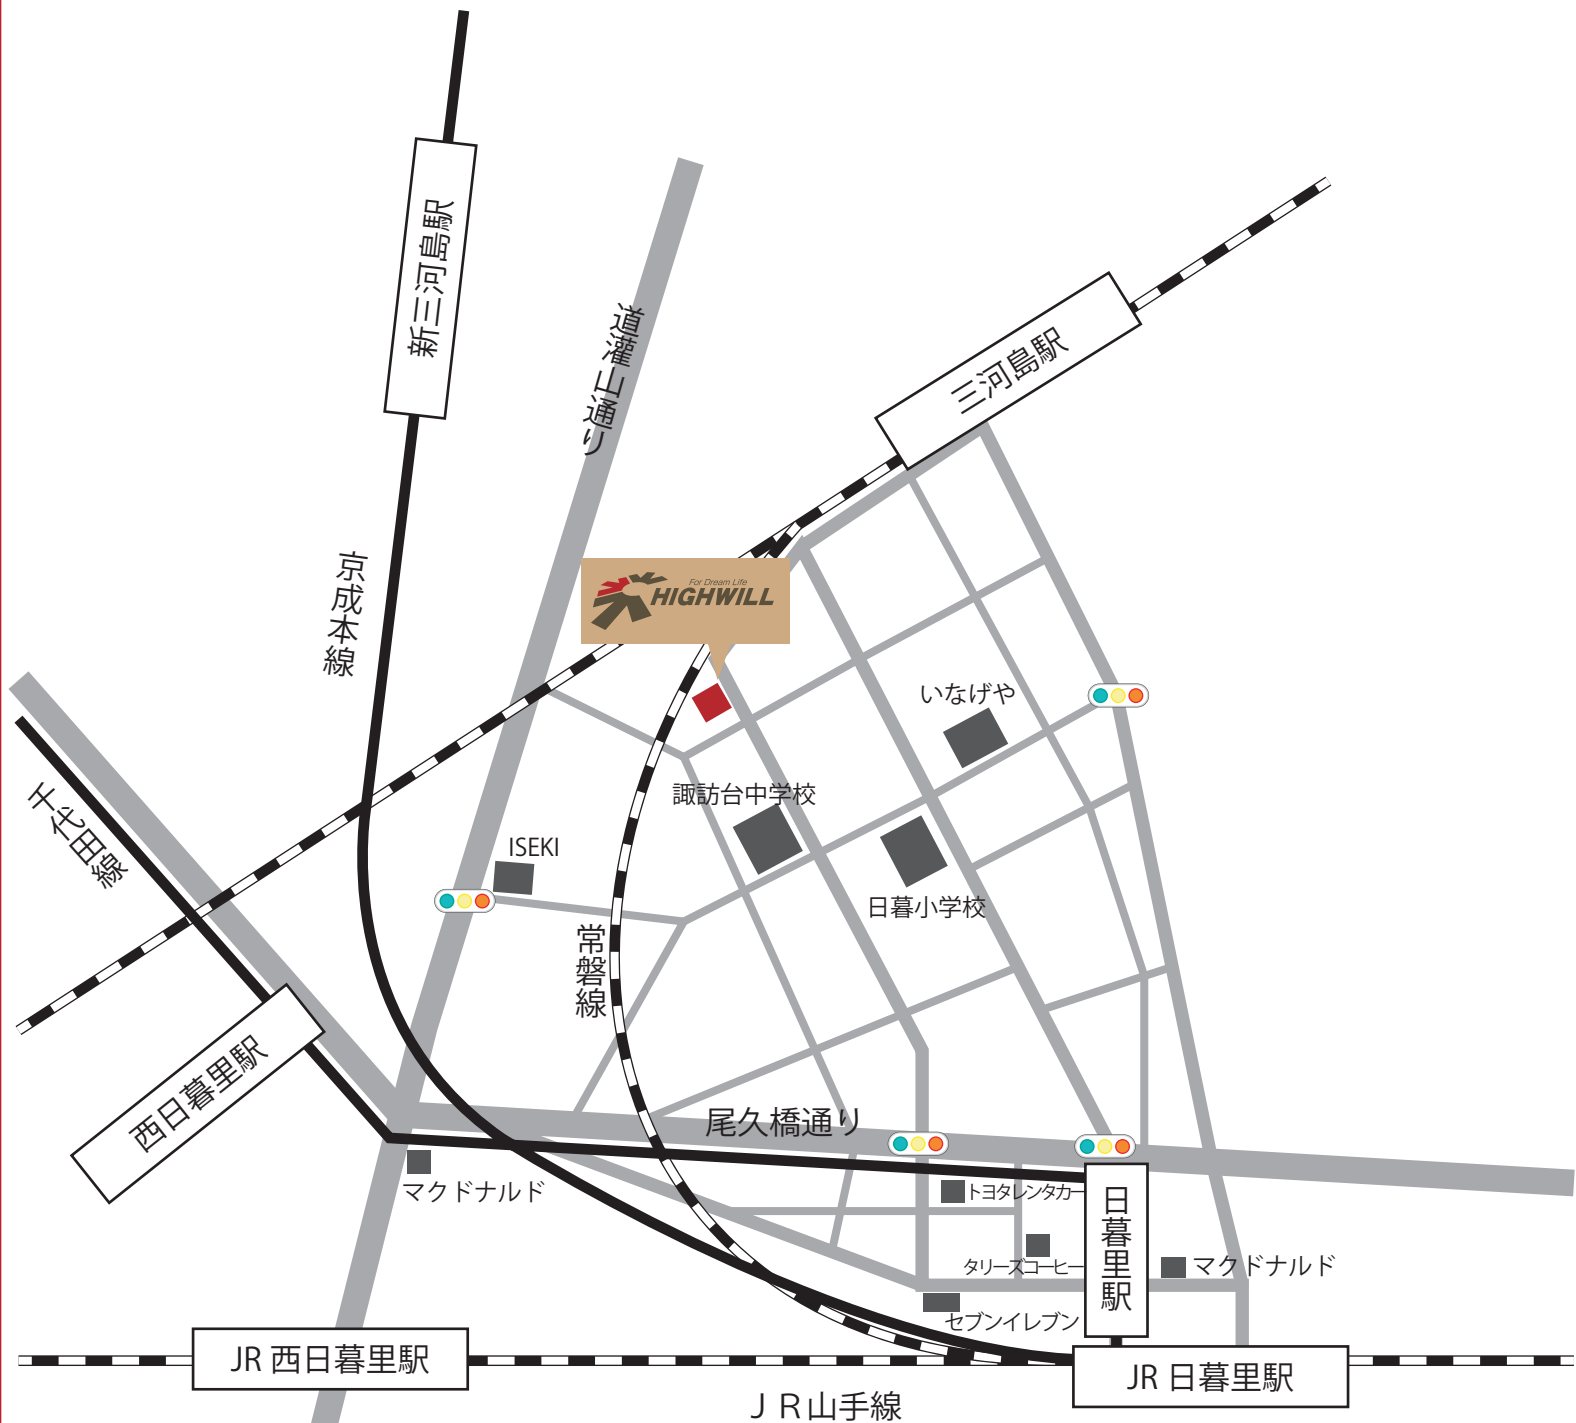 新三河島駅
道灌山通り
三河島駅
京成本線
For Dream Life
HIGHWILL
いなげや
千代田線
諏訪台中学校
ISEKI
日暮小学校
常磐線
西日暮里駅
尾久橋通り
マクドナルド
トヨタレンタカー
日暮里駅
タリーズコーヒー
マクドナルド
セブンイレブン
JR 西日暮里駅
JR 日暮里駅
ＪＲ山手線